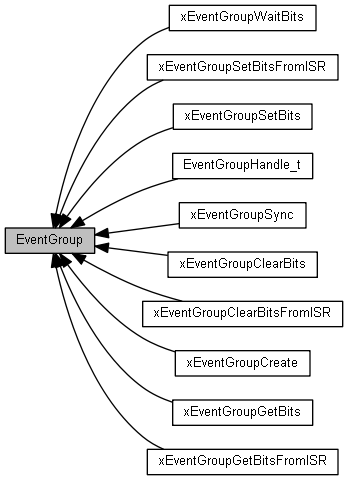 xEventGroupWaitBits
xEventGroupSetBitsFromISR
xEventGroupSetBits
EventGroupHandle_t
xEventGroupSync
EventGroup
xEventGroupClearBits
xEventGroupClearBitsFromISR
xEventGroupCreate
xEventGroupGetBits
xEventGroupGetBitsFromISR